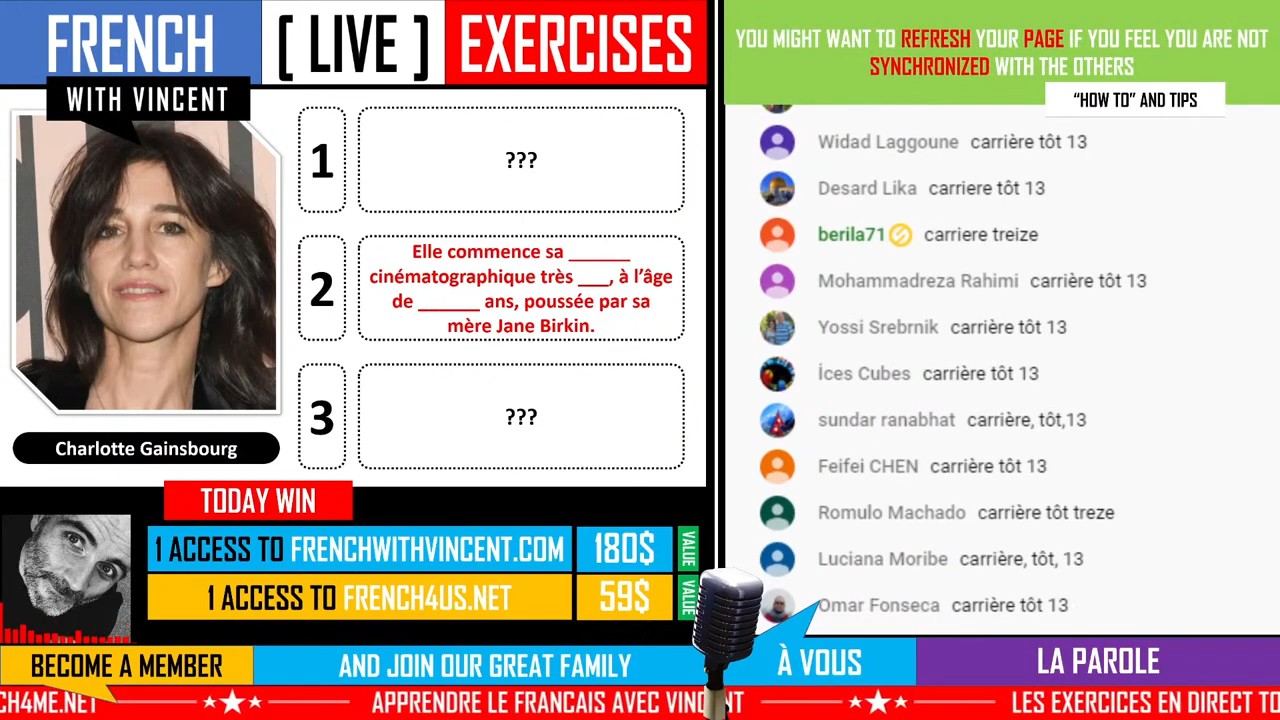 FRENCH
[ LIVE ]
EXERCISES
WITH VINCENT
1
???
2
Elle commence sa ______
cinématographique très ___, à l’âge
de ______ ans, poussée par sa
mère Jane Birkin.
3
???
Charlotte Gainsbourg
TODAY WIN
1 ACCESS TO FRENCHWITHVINCENT.COM
180$
VALUE
1 ACCESS TO FRENCH4US.NET
59$
VALUE
YOU MIGHT WANT TO REFRESH YOUR PAGE IF YOU FEEL YOU ARE NOT
SYNCHRONIZED WITH THE OTHERS
“HOW TO” AND TIPS
Widad Laggoune carrière tôt 13
Desard Lika carriere tôt 13
berila71 carriere treize
Mohammadreza Rahimi carrière tôt 13
Yossi Srebrnik carrière tôt 13
İces Cubes carrière tôt 13
sundar ranabhat carrière, tôt,13
Feifei CHEN carrière tôt 13
Romulo Machado carrière tôt treze
Luciana Moribe carrière, tôt, 13
Omar Fonseca carrière tôt 13
BECOME A MEMBER
AND JOIN OUR GREAT FAMILY
À VOUS
LA PAROLE
CH4ME.NET
APPRENDRE LE FRANCAIS AVEC VINCENT
LES EXERCICES EN DIRECT TO